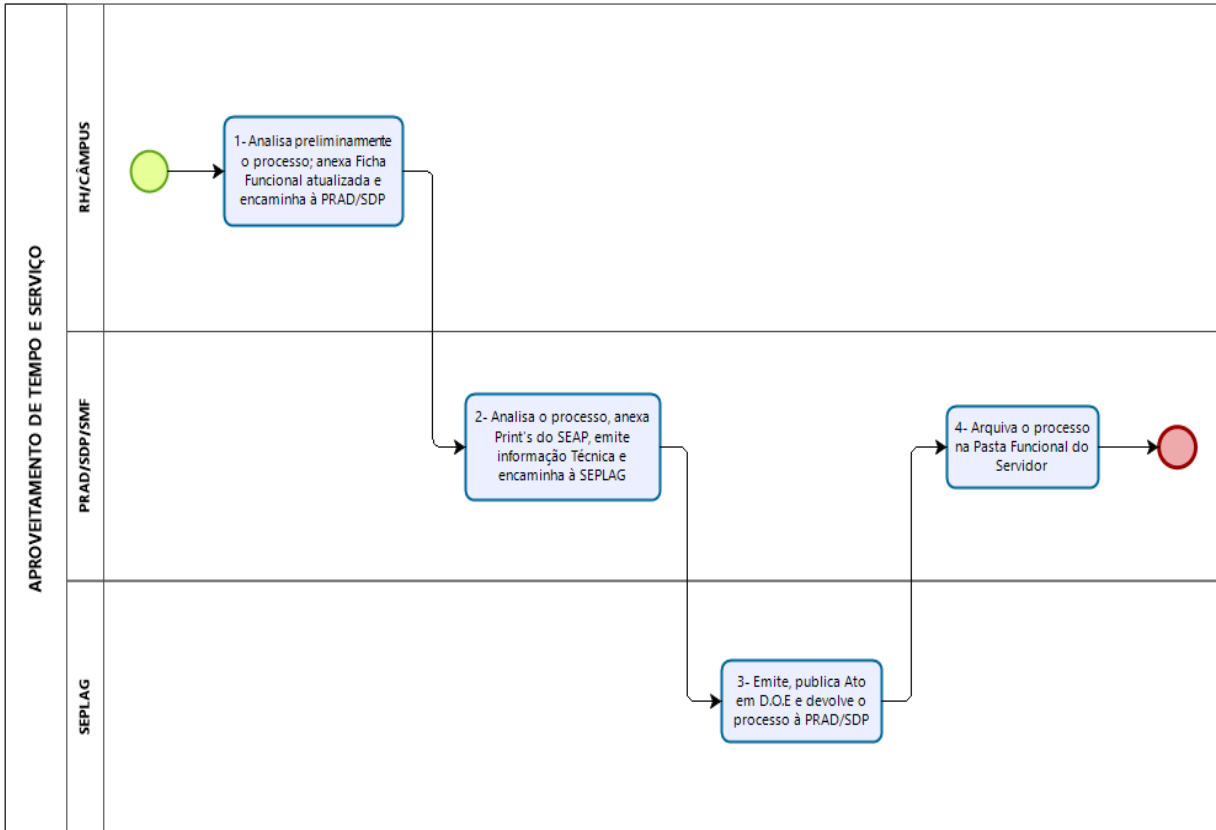 APROVEITAMENTO DE TEMPO E SERVIÇO
RH/CÂMPUS
1- Analisa preliminamente
o processo; anexa Ficha
Funcional atualizada e
encaminha à PRAD/SDP
PRAD/SDP/SMF
2- Analisa o processo, anexa
Print's do SEAP, emite
informação Técnica e
encaminha à SEPLAG
4- Arquiva o processo
na Pasta Funcional do
Servidor
SEPLAG
3- Emite, publica Ato
em D.O.E e devolve o
processo à PRAD/SDP